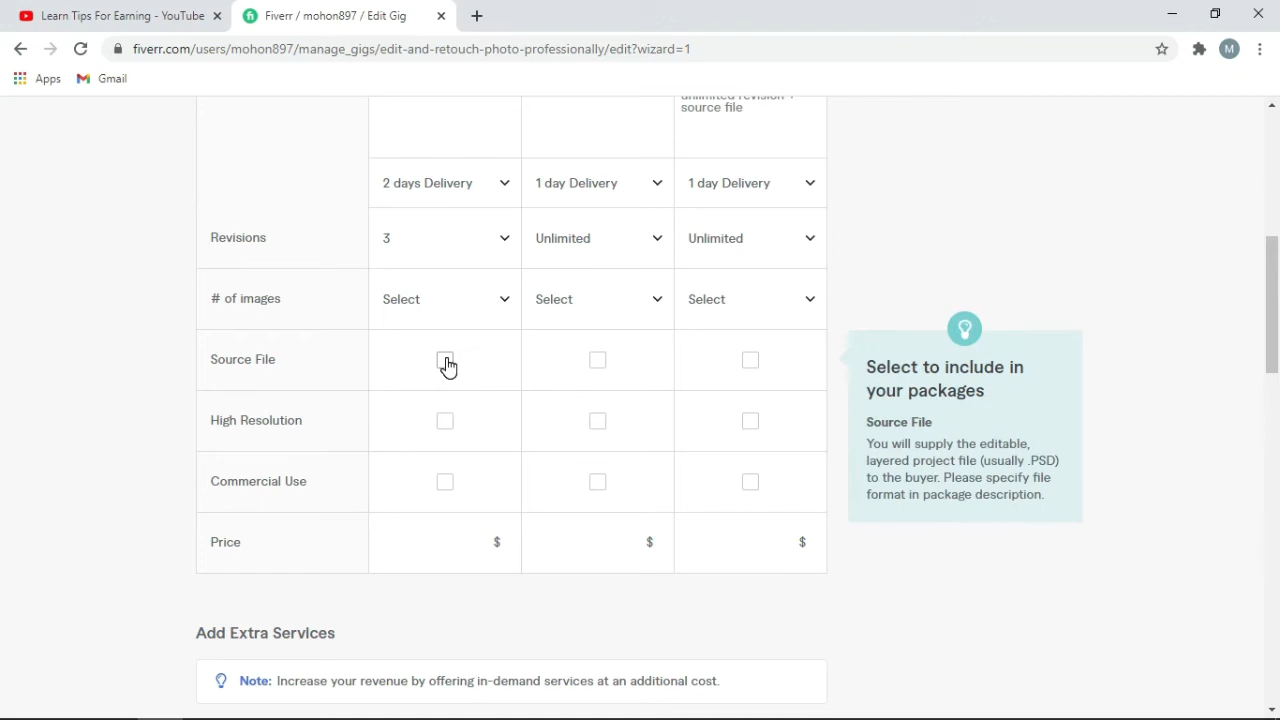 Learn Tips For Earning - YouTube
Fiverr / mohon897 / Edit Gig
fiverr.com/users/mohon897/manage_gigs/edit-and-retouch-photo-professionally/edit?wizard=1
M
Apps
Gmail
unlimited revision +
source file
2 days Delivery
1 day Delivery
1 day Delivery
Revisions
3
Unlimited
Unlimited
# of images
Select
Select
Select
Source File
High Resolution
Commercial Use
Price
$
$
$
Select to include in
your packages
Source File
You will supply the editable,
layered project file (usually .PSD)
to the buyer. Please specify file
format in package description.
Add Extra Services
Note: Increase your revenue by offering in-demand services at an additional cost.